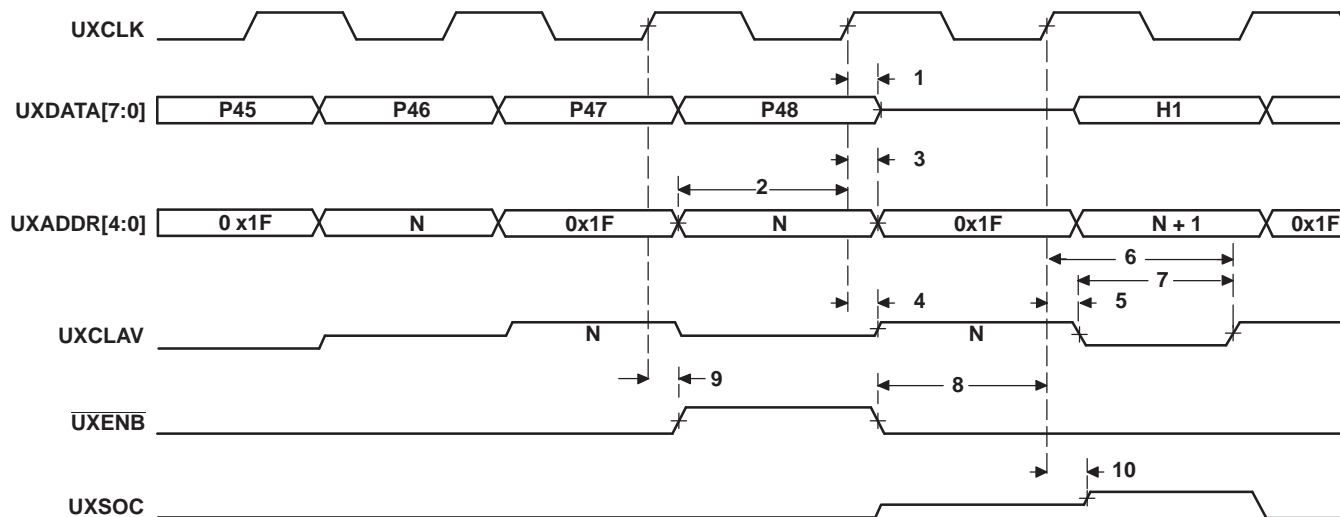 UXCLK
1
UXDATA[7:0] P45 P46 P47 P48 H1
3
2
UXADDR[4:0] 0 x1F N 0x1F N 0x1F N + 1 0x1F
6
7
4 5
UXCLAV N N
9 8
UXENB
10
UXSOC